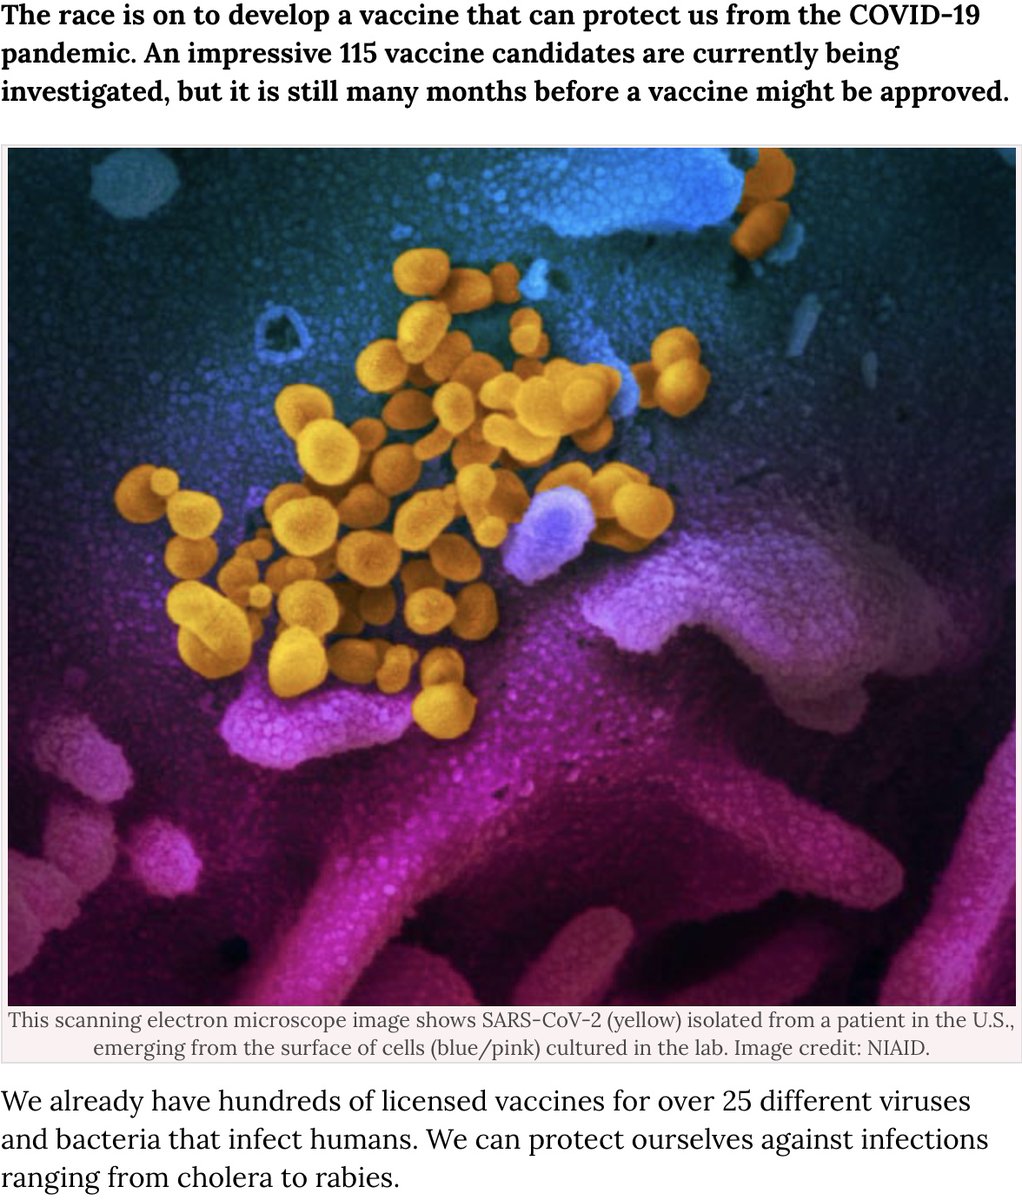 The race is on to develop a vaccine that can protect us from the COVID-19
pandemic. An impressive 115 vaccine candidates are currently being
investigated, but it is still many months before a vaccine might be approved.
This scanning electron microscope image shows SARS-CoV-2 (yellow) isolated from a patient in the U.S.,
emerging from the surface of cells (blue/pink) cultured in the lab. Image credit: NIAID.
We already have hundreds of licensed vaccines for over 25 different viruses
and bacteria that infect humans. We can protect ourselves against infections
ranging from cholera to rabies.